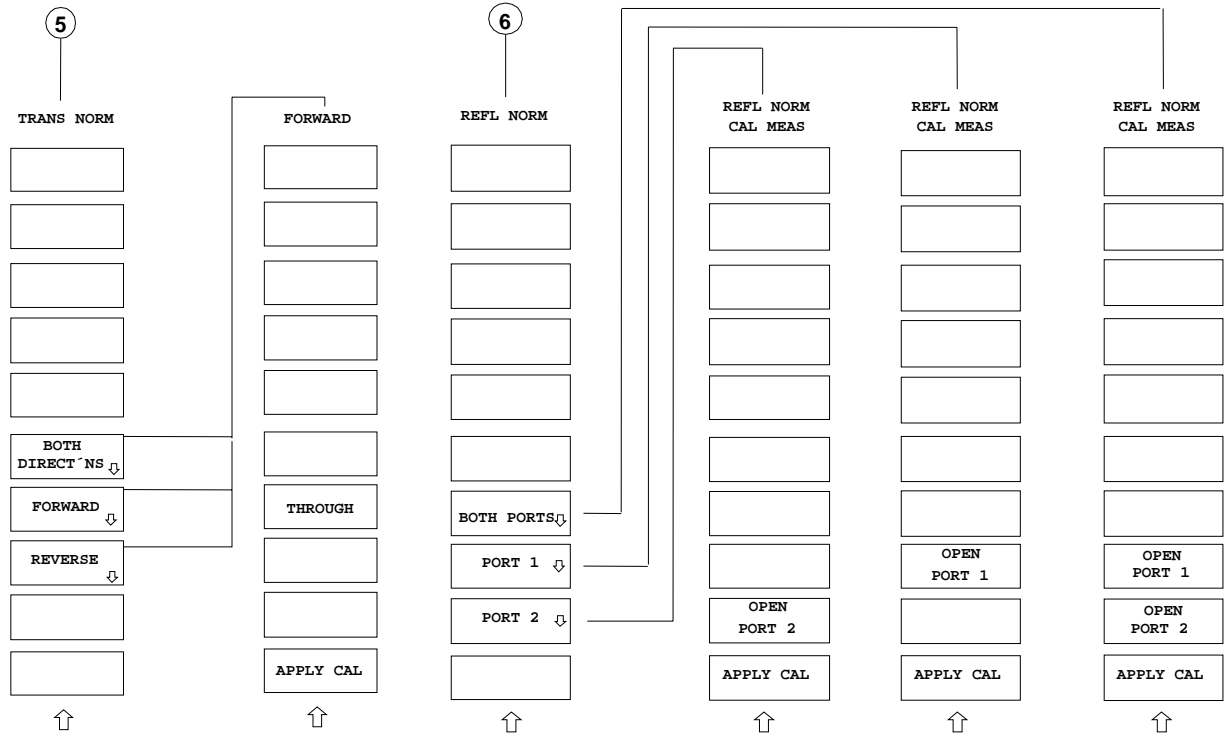 5
TRANS NORM
BOTH
DIRECT´NS
FORWARD
REVERSE
FORWARD
THROUGH
APPLY CAL
6
REFL NORM
BOTH PORTS
PORT 1
PORT 2
REFL NORM
CAL MEAS
OPEN
PORT 2
APPLY CAL
REFL NORM
CAL MEAS
OPEN
PORT 1
APPLY CAL
REFL NORM
CAL MEAS
OPEN
PORT 1
OPEN
PORT 2
APPLY CAL